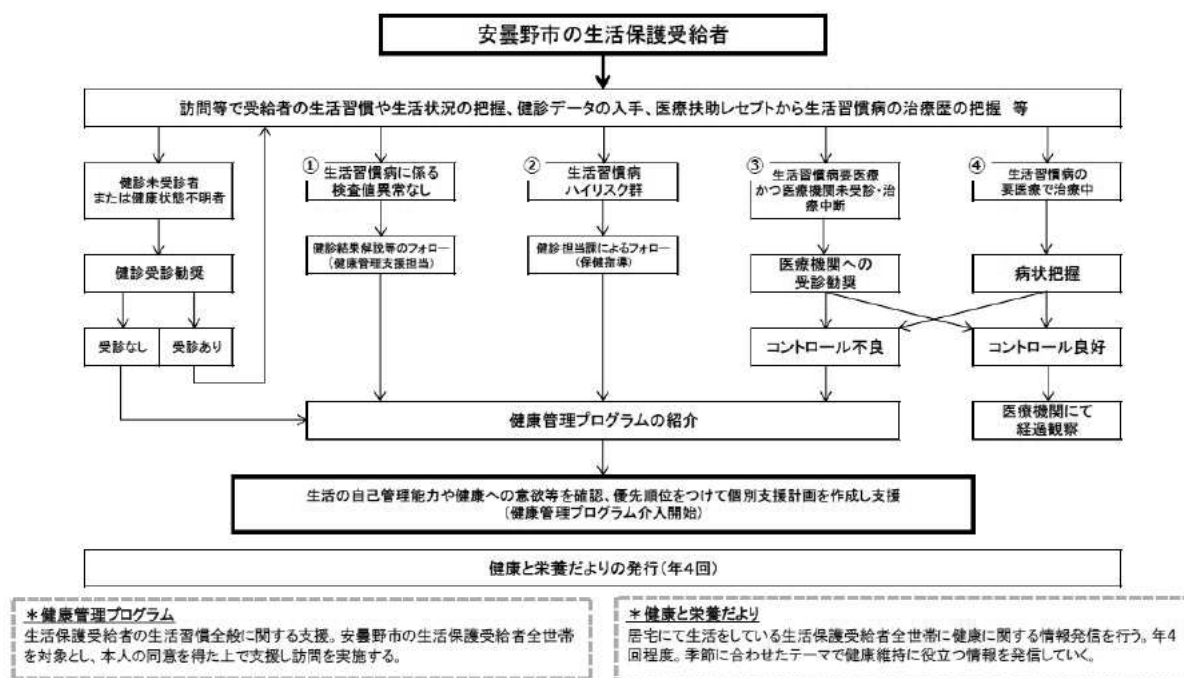 安曇野市の生活保護受給者
訪問等で受給者の生活習慣や生活状況の把握、健診データの入手、医療扶助レセプトから生活習慣病の治療歴の把握 等
健診未受診者
または健康状態不明者
①
生活習慣病に係る
検査値異常なし
②
生活習慣病
ハイリスク群
③
生活習慣病要医療
かつ医療機関未受診・治
療中断
④
生活習慣病の
要医療で治療中
健診受診勧奨
健診結果解説等のフォロー
(健康管理支援担当)
健診担当課によるフォロー
(保健指導)
医療機関への
受診勧奨
病状把握
受診なし
受診あり
コントロール不良
コントロール良好
健康管理プログラムの紹介
医療機関にて
経過観察
生活の自己管理能力や健康への意欲等を確認、優先順位をつけて個別支援計画を作成し支援
(健康管理プログラム介入開始)
健康と栄養だよりの発行(年4回)
＊健康管理プログラム
生活保護受給者の生活習慣全般に関する支援。安曇野市の生活保護受給者全世帯
を対象とし、本人の同意を得た上で支援し訪問を実施する。
＊健康と栄養だより
居宅にて生活をしている生活保護受給者全世帯に健康に関する情報発信を行う。年4
回程度。季節に合わせたテーマで健康維持に役立つ情報を発信していく。